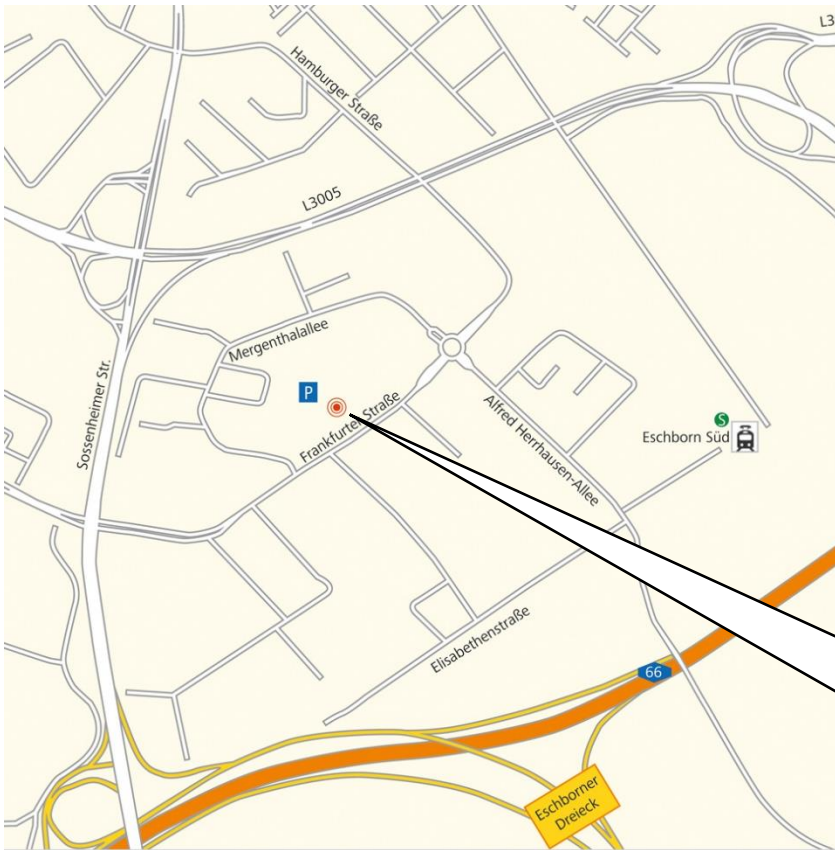 L3
Hamburger Straße
L3005
Mergenthalallee
P
Sossenheimer Str.
Frankfurter Straße
Alfred Herrhausen-Allee
S
Eschborn Süd
Elisabethenstraße
66
Eschborner
Dreieck